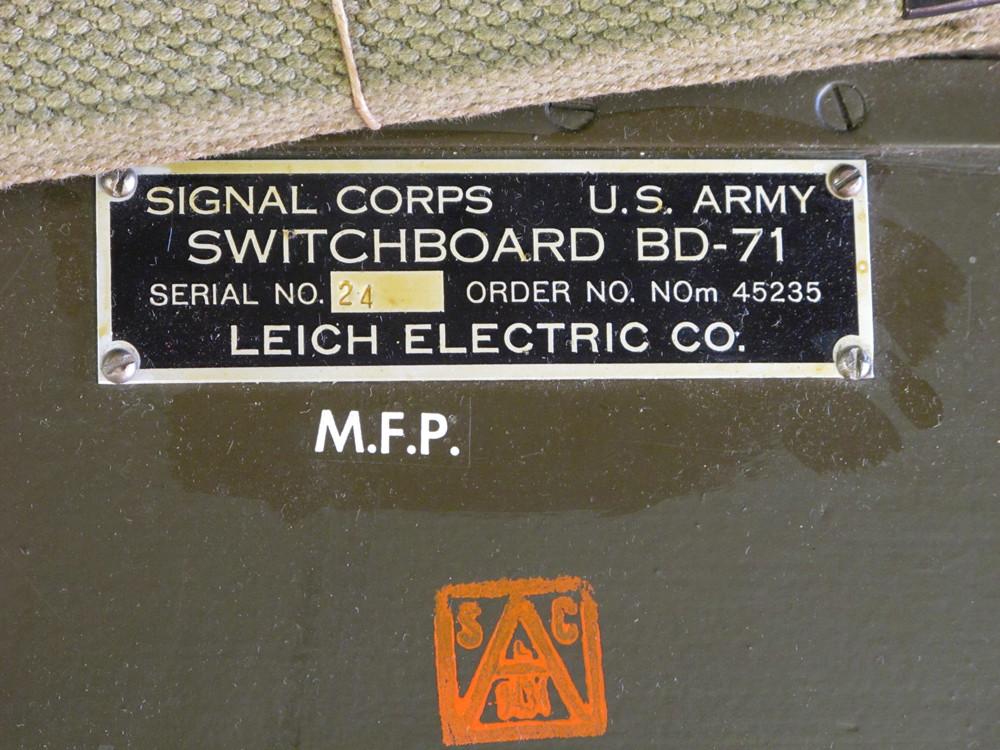 SIGNAL CORPS U.S. ARMY
SWITCHBOARD BD-71
SERIAL NO. 24 ORDER NO. NOm 45235
LEICH ELECTRIC CO.
M.F.P.
S A C